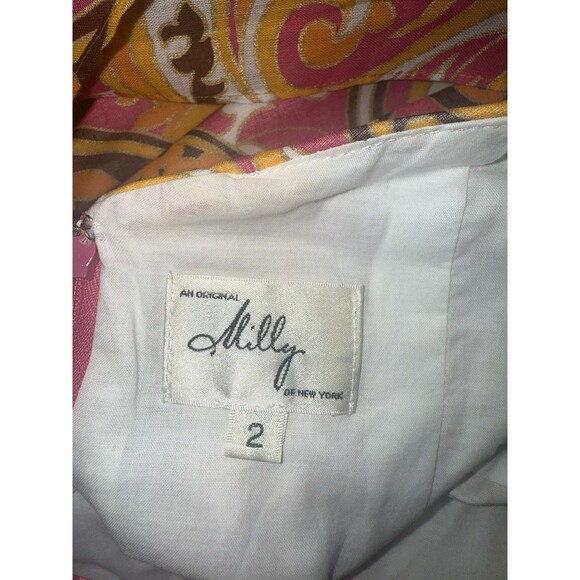 AN ORIGINAL
Milly
OF NEW YORK
2